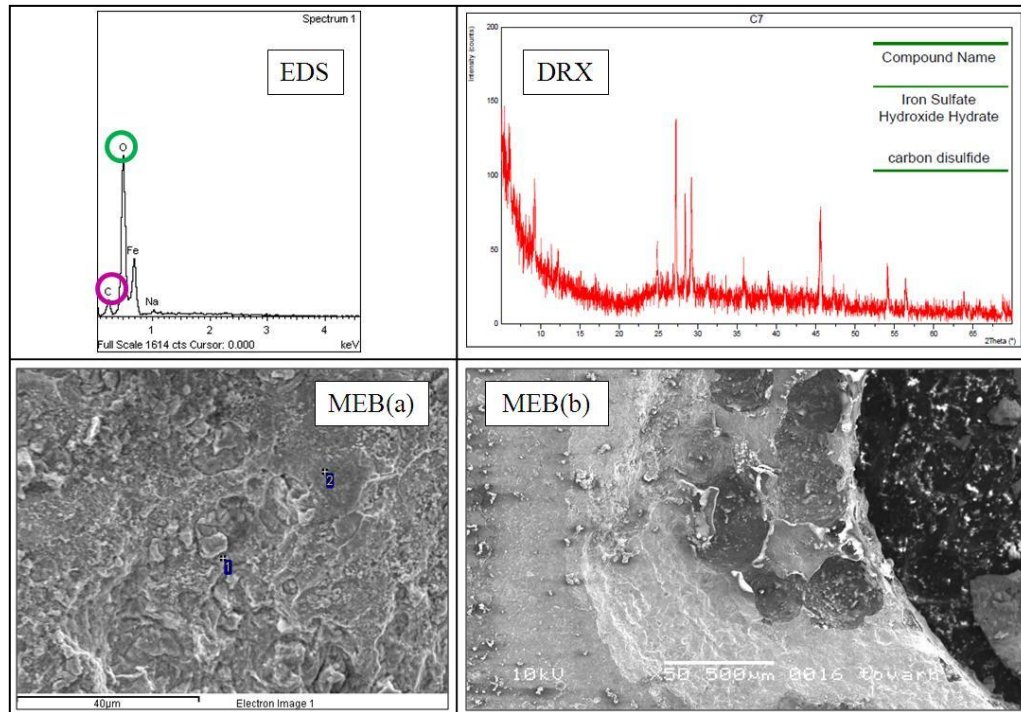 Spectrum 1
EDS
O
Fe
C
Na
1 2 3 4
Full Scale 1614 cts Cursor: 0.000 keV
C7
DRX
Intensity (counts)
200
150
100
50
0
Compound Name
Iron Sulfate
Hydroxide Hydrate
carbon disulfide
10 15 20 25 30 35 40 45 50 55 60 65
2Theta (°)
MEB(a)
2
1
40µm
Electron Image 1
MEB(b)
10kV X50 500µm 0016 towarh